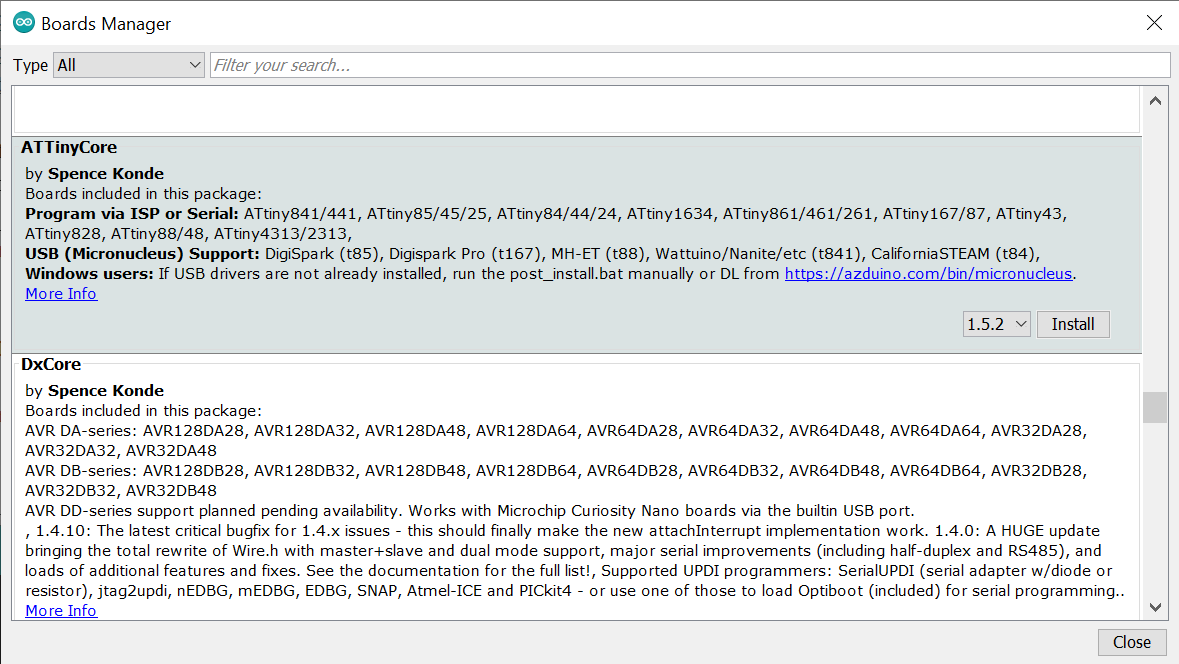 Boards Manager
Type All Filter your search...
ATTinyCore
by Spence Konde
Boards included in this package:
Program via ISP or Serial: ATtiny841/441, ATtiny85/45/25, ATtiny84/44/24, ATtiny1634, ATtiny861/461/261, ATtiny167/87, ATtiny43,
ATtiny828, ATtiny88/48, ATtiny4313/2313,
USB (Micronucleus) Support: DigiSpark (t85), Digispark Pro (t167), MH-ET (t88), Wattuino/Nanite/etc (t841), CaliforniaSTEAM (t84),
Windows users: If USB drivers are not already installed, run the post_install.bat manually or DL from https://azduino.com/bin/micronucleus.
More Info
1.5.2 Install
DxCore
by Spence Konde
Boards included in this package:
AVR DA-series: AVR128DA28, AVR128DA32, AVR128DA48, AVR128DA64, AVR64DA28, AVR64DA32, AVR64DA48, AVR64DA64, AVR32DA28,
AVR32DA32, AVR32DA48
AVR DB-series: AVR128DB28, AVR128DB32, AVR128DB48, AVR128DB64, AVR64DB28, AVR64DB32, AVR64DB48, AVR64DB64, AVR32DB28,
AVR32DB32, AVR32DB48
AVR DD-series support planned pending availability. Works with Microchip Curiosity Nano boards via the builtin USB port.
, 1.4.10: The latest critical bugfix for 1.4.x issues - this should finally make the new attachInterrupt implementation work. 1.4.0: A HUGE update
bringing the total rewrite of Wire.h with master+slave and dual mode support, major serial improvements (including half-duplex and RS485), and
loads of additional features and fixes. See the documentation for the full list!, Supported UPDI programmers: SerialUPDI (serial adapter w/diode or
resistor), jtag2updi, nEDBG, mEDBG, EDBG, SNAP, Atmel-ICE and PICkit4 - or use one of those to load Optiboot (included) for serial programming..
More Info
Close